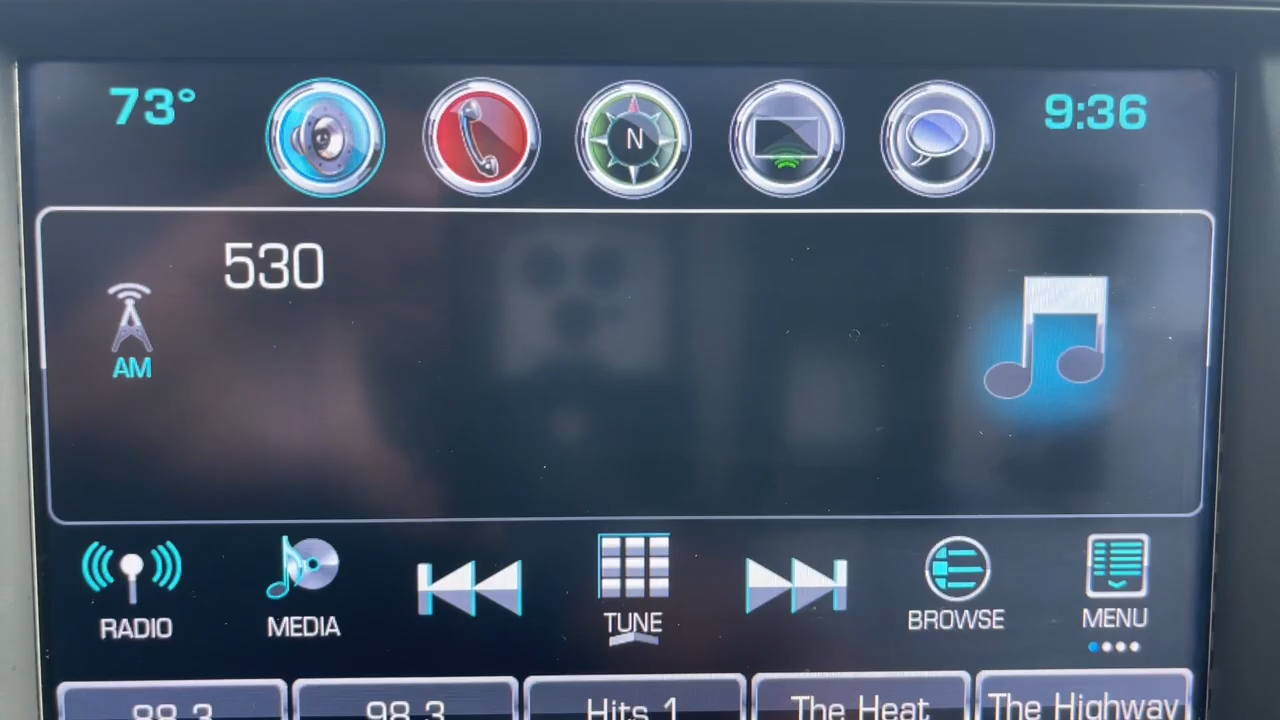 73°
N
9:36
530
AM
RADIO
MEDIA
TUNE
BROWSE
MENU
88.3
98.3
Hits 1
The Heat
The Highway